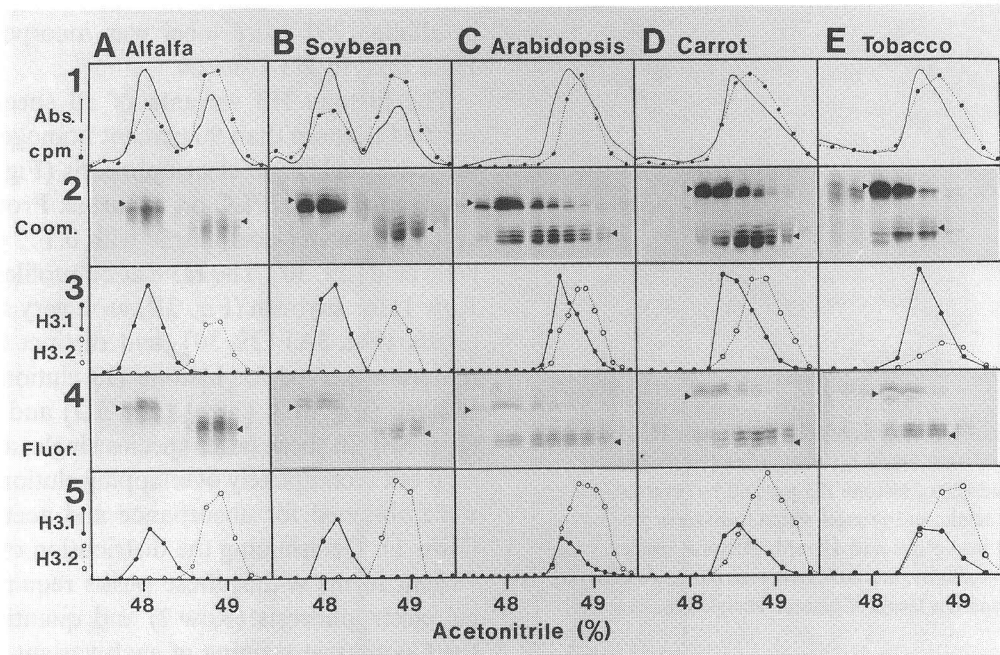 A Alfalfa B Soybean C Arabidopsis D Carrot E Tobacco
1
Abs.
cpm
2
Coom.
3
H3.1
H3.2
4
Fluor.
5
H3.1
H3.2
48 49 48 49 48 49 48 49 48 49
Acetonitrile (%)